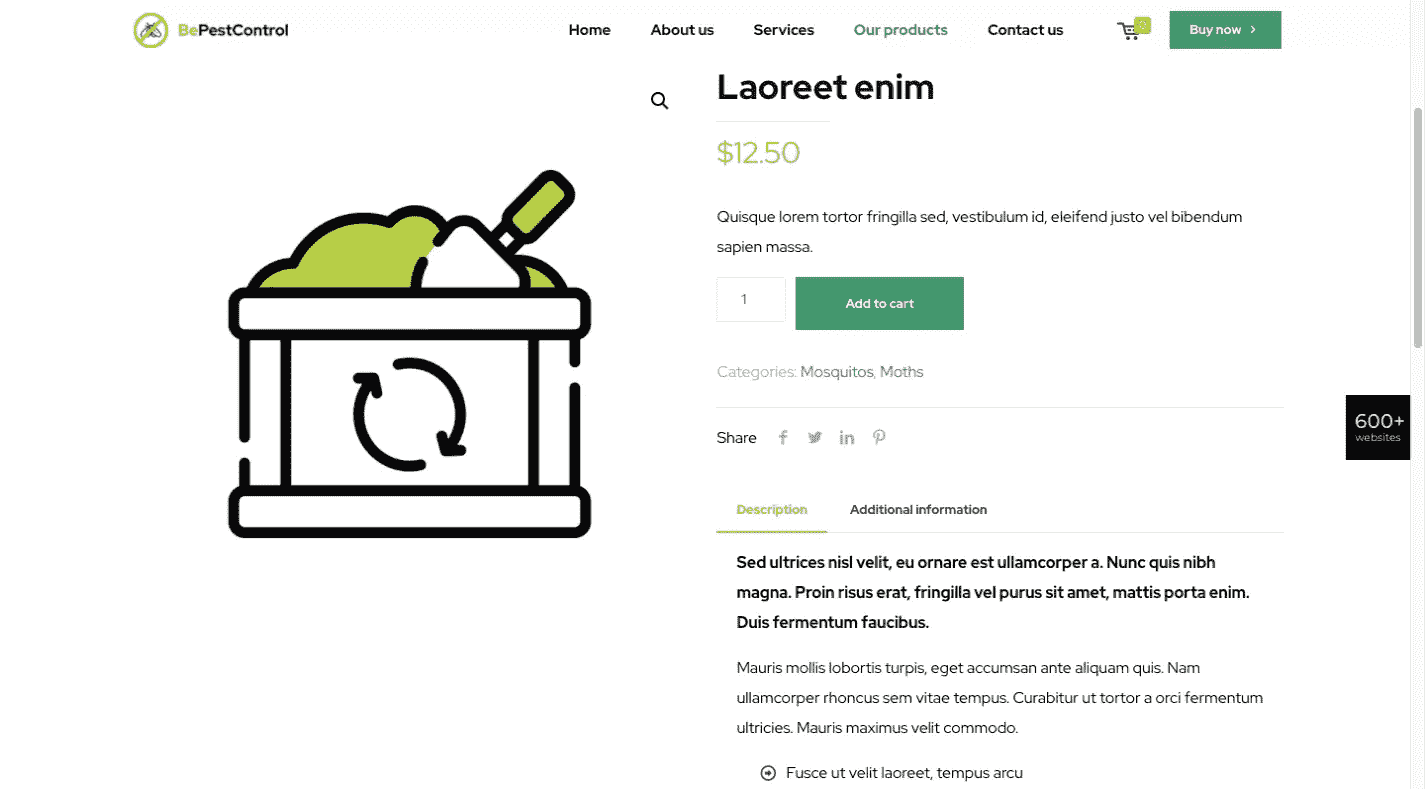 BePestControl
Home About us Services Our products Contact us 0 Buy now
Laoreet enim
$12.50
Quisque lorem tortor fringilla sed, vestibulum id, eleifend justo vel bibendum
sapien massa.
1 Add to cart
Categories: Mosquitos, Moths
600+
websites
Share
Description Additional information
Sed ultrices nisl velit, eu ornare est ullamcorper a. Nunc quis nibh
magna. Proin risus erat, fringilla vel purus sit amet, mattis porta enim.
Duis fermentum faucibus.
Mauris mollis lobortis turpis, eget accumsan ante aliquam quis. Nam
ullamcorper rhoncus sem vitae tempus. Curabitur ut tortor a orci fermentum
ultricies. Mauris maximus velit commodo.
Fusce ut velit laoreet, tempus arcu